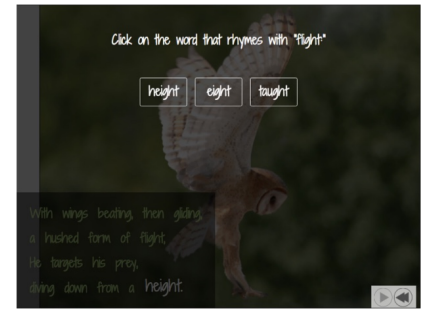 Click on the word that rhymes with "flight:"
height eight taught
With wings beating, then gliding,
a hushed form of flight,
He targets his prey,
diving down from a height.